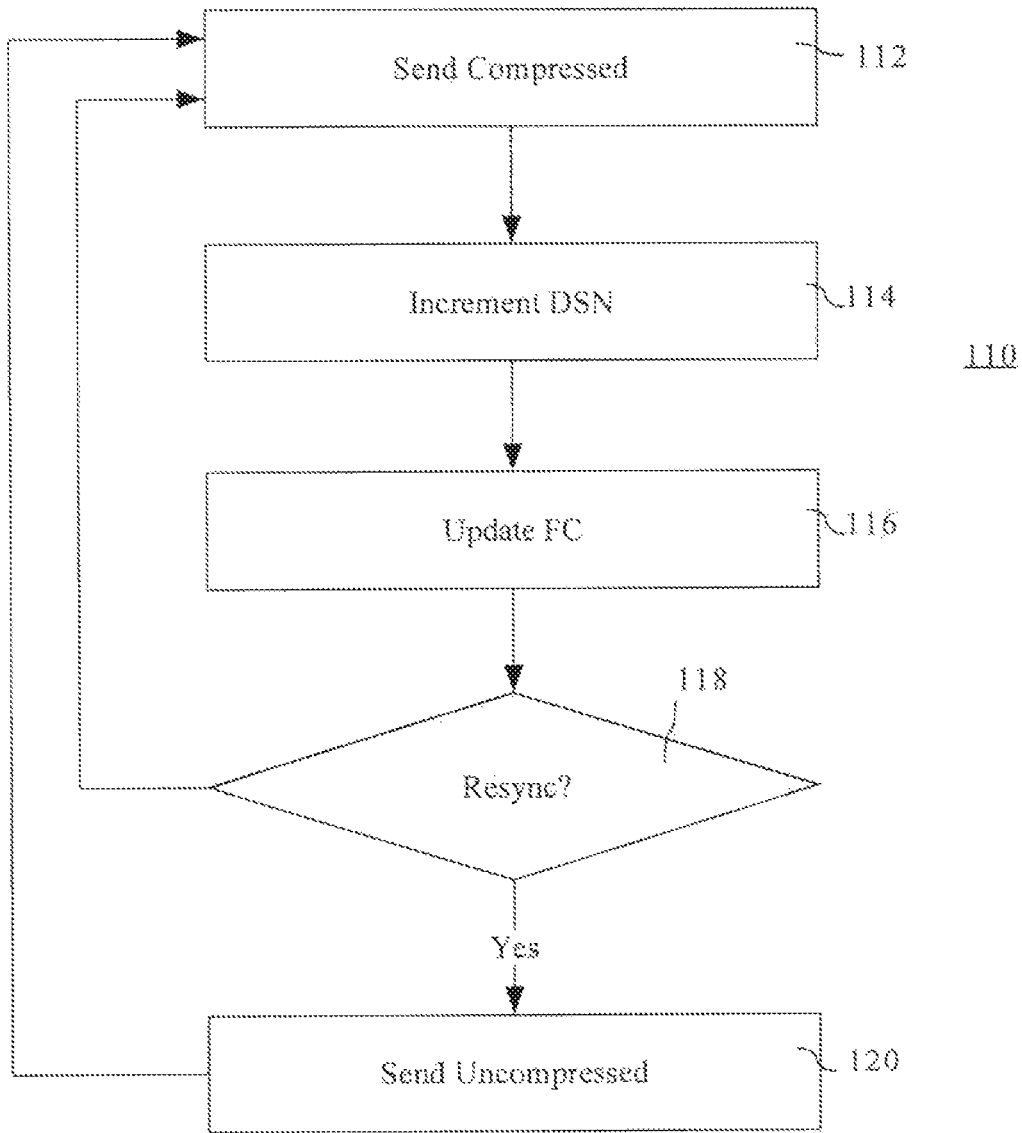 Send Compressed
112
Increment DSN
114
110
Update FC
116
118
Resync?
Yes
Send Uncompressed
120